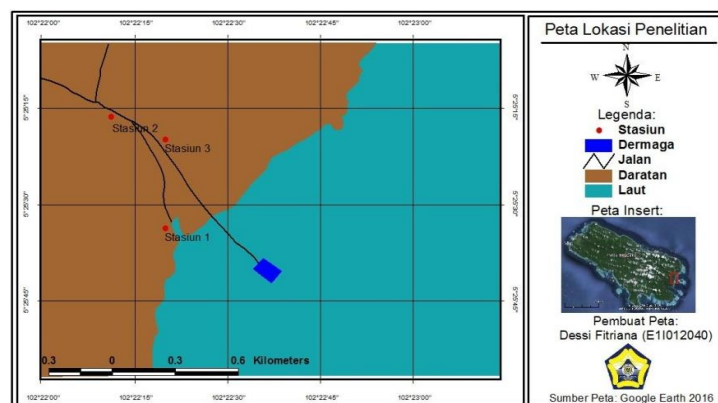 102°22'00" 102°22'15" 102°22'30" 102°22'45" 102°23'00"
5°25'15" 5°25'15"
Stasiun 2
Stasiun 3
5°25'30" 5°25'30"
Stasiun 1
5°25'45" 5°25'45"
0.3 0 0.3 0.6 Kilometers
102°22'00" 102°22'15" 102°22'30" 102°22'45" 102°23'00"
Peta Lokasi Penelitian
N
W E
S
Legenda:
Stasiun
Dermaga
Jalan
Daratan
Laut
Peta Insert:
Pembuat Peta:
Dessi Fitriana (E1I012040)
Sumber Peta: Google Earth 2016